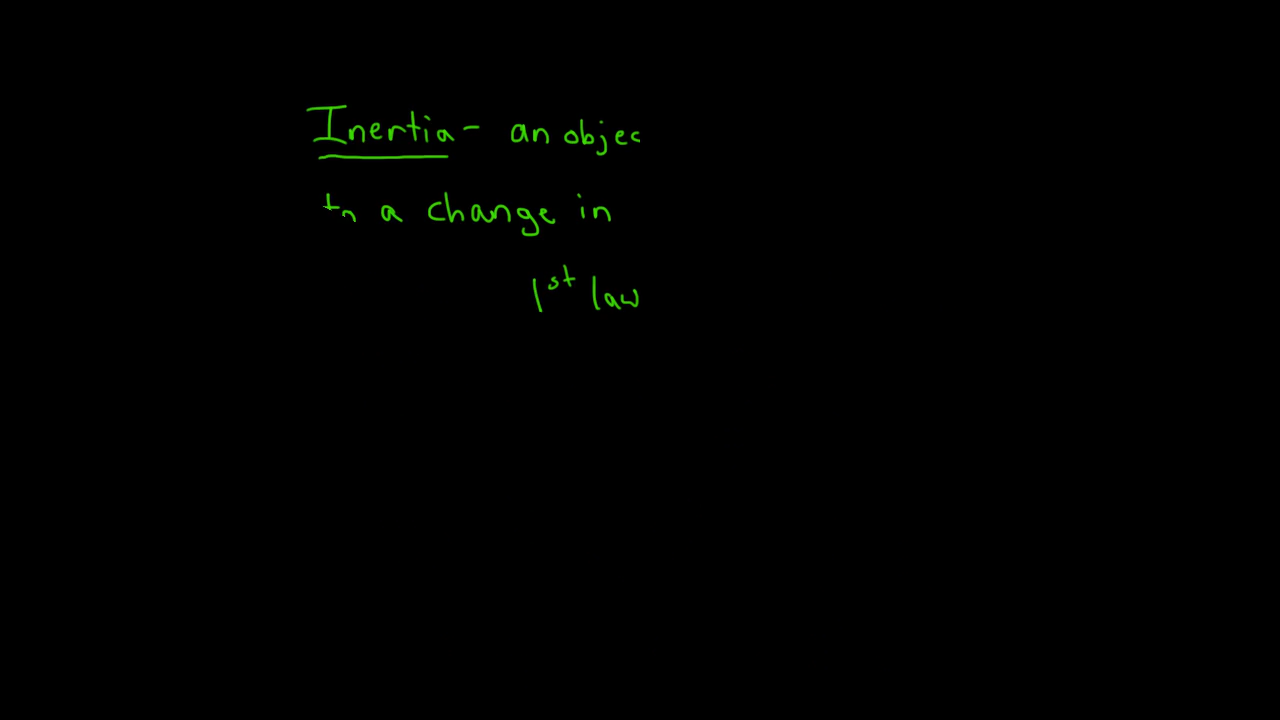 Inertia - an objec
a change in
1st law